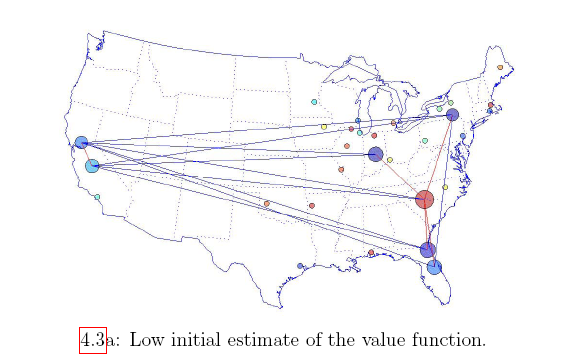 4.3a: Low initial estimate of the value function.